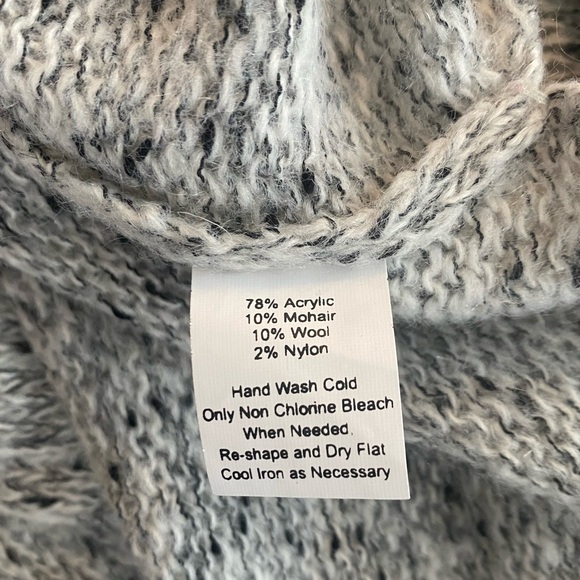 78% Acrylic
10% Mohair
10% Wool
2% Nylon
Hand Wash Cold
Only Non Chlorine Bleach
When Needed.
Re-shape and Dry Flat
Cool Iron as Necessary